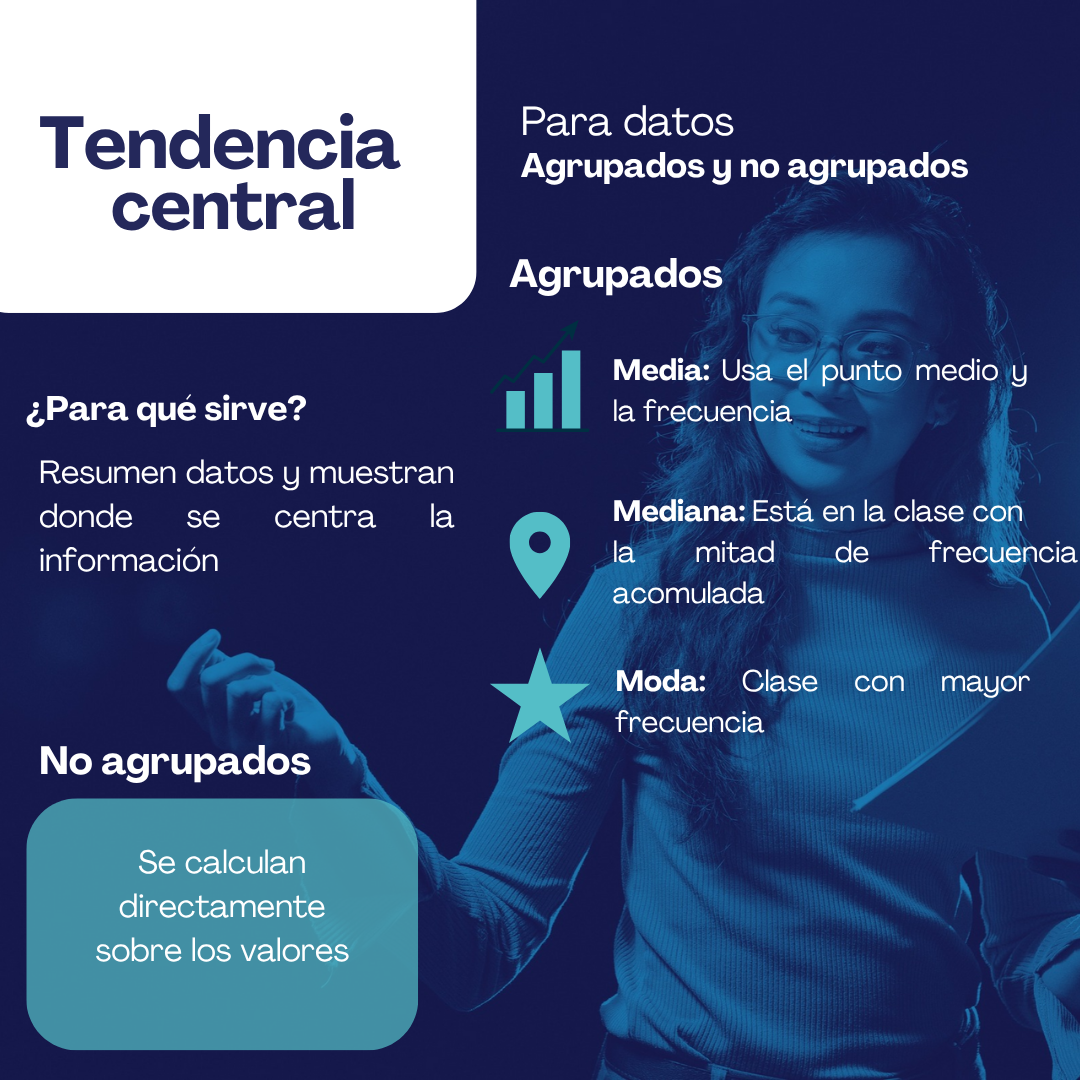 Tendencia
central
Para datos
Agrupados y no agrupados
¿Para qué sirve?
Resumen datos y muestran
donde se centra la
información
Agrupados
Media: Usa el punto medio y
la frecuencia
Mediana: Está en la clase con
la mitad de frecuencia
acumulada
Moda: Clase con mayor
frecuencia
No agrupados
Se calculan
directamente
sobre los valores